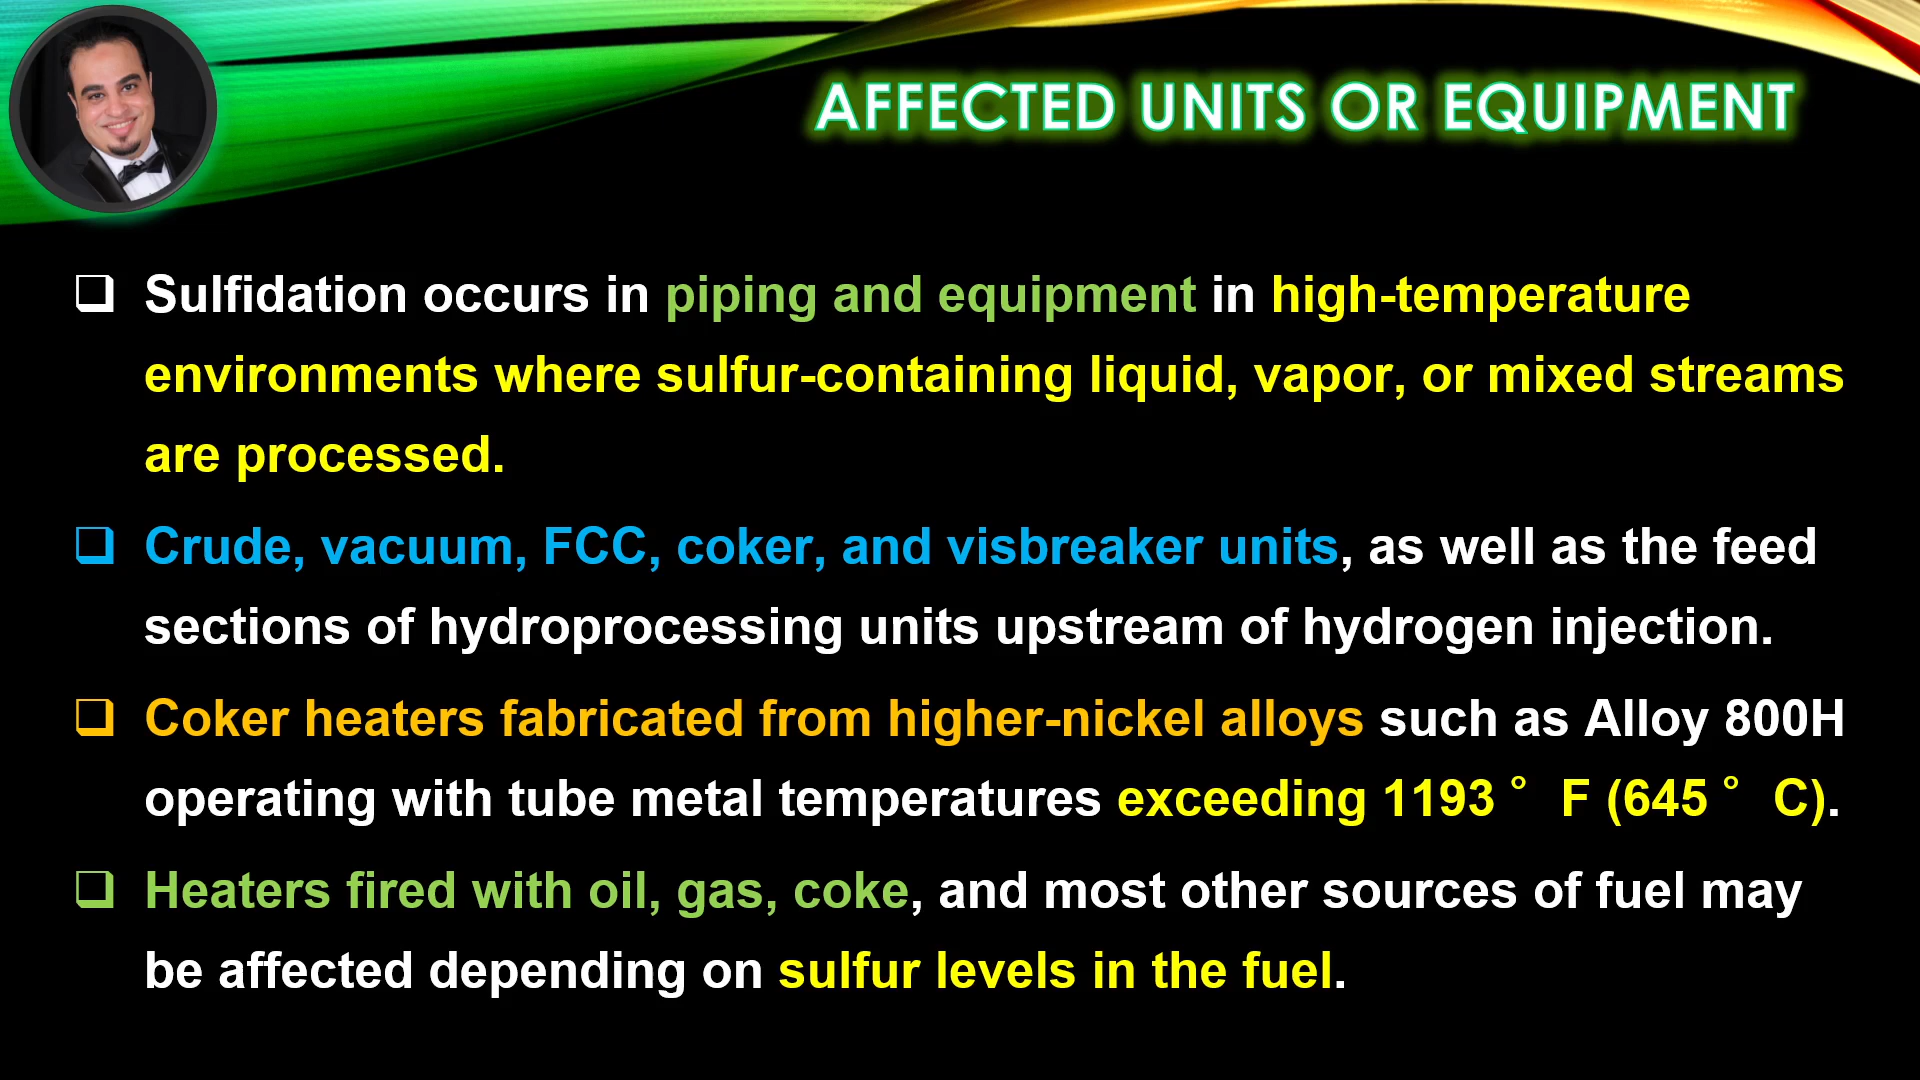 AFFECTED UNITS OR EQUIPMENT
Sulfidation occurs in piping and equipment in high-temperature
environments where sulfur-containing liquid, vapor, or mixed streams
are processed.
Crude, vacuum, FCC, coker, and visbreaker units, as well as the feed
sections of hydroprocessing units upstream of hydrogen injection.
Coker heaters fabricated from higher-nickel alloys such as Alloy 800H
operating with tube metal temperatures exceeding 1193 ° F (645 ° C).
Heaters fired with oil, gas, coke, and most other sources of fuel may
be affected depending on sulfur levels in the fuel.